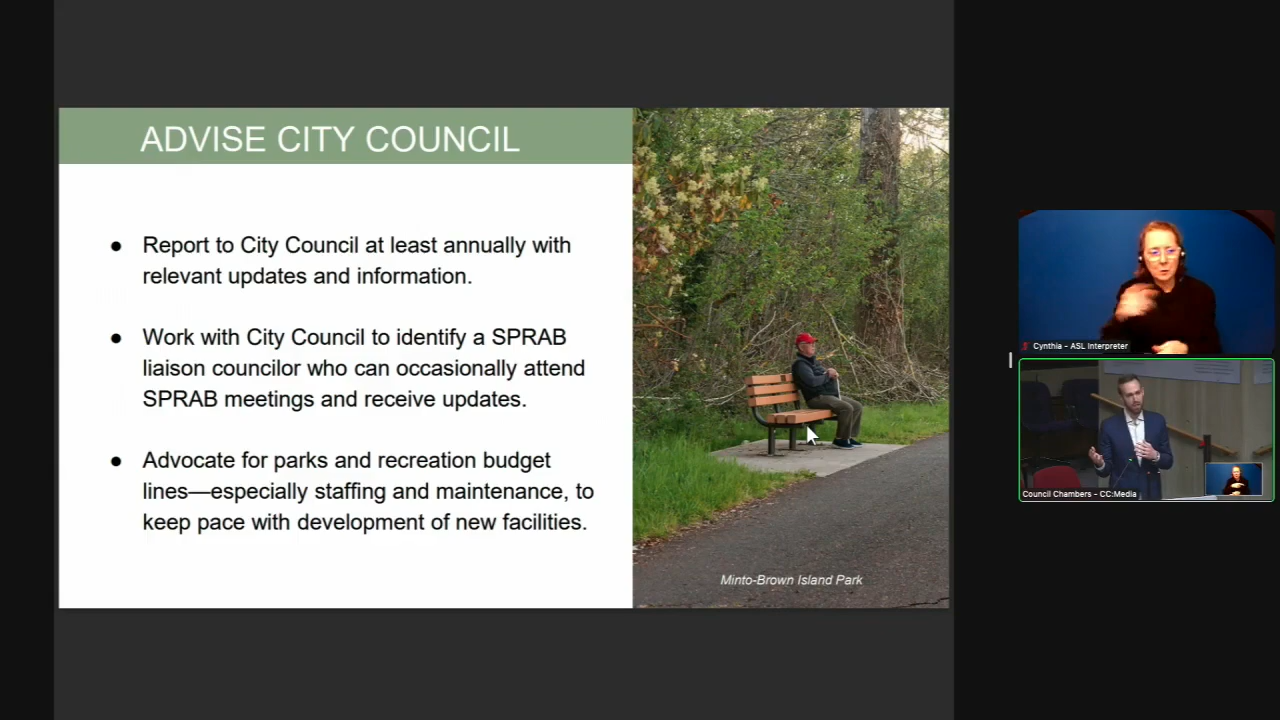 ADVISE CITY COUNCIL
● Report to City Council at least annually with
relevant updates and information.
● Work with City Council to identify a SPRAB
liaison councilor who can occasionally attend
SPRAB meetings and receive updates.
● Advocate for parks and recreation budget
lines—especially staffing and maintenance, to
keep pace with development of new facilities.
Minto-Brown Island Park
Cynthia - ASL Interpreter
Council Chambers - CC:Media